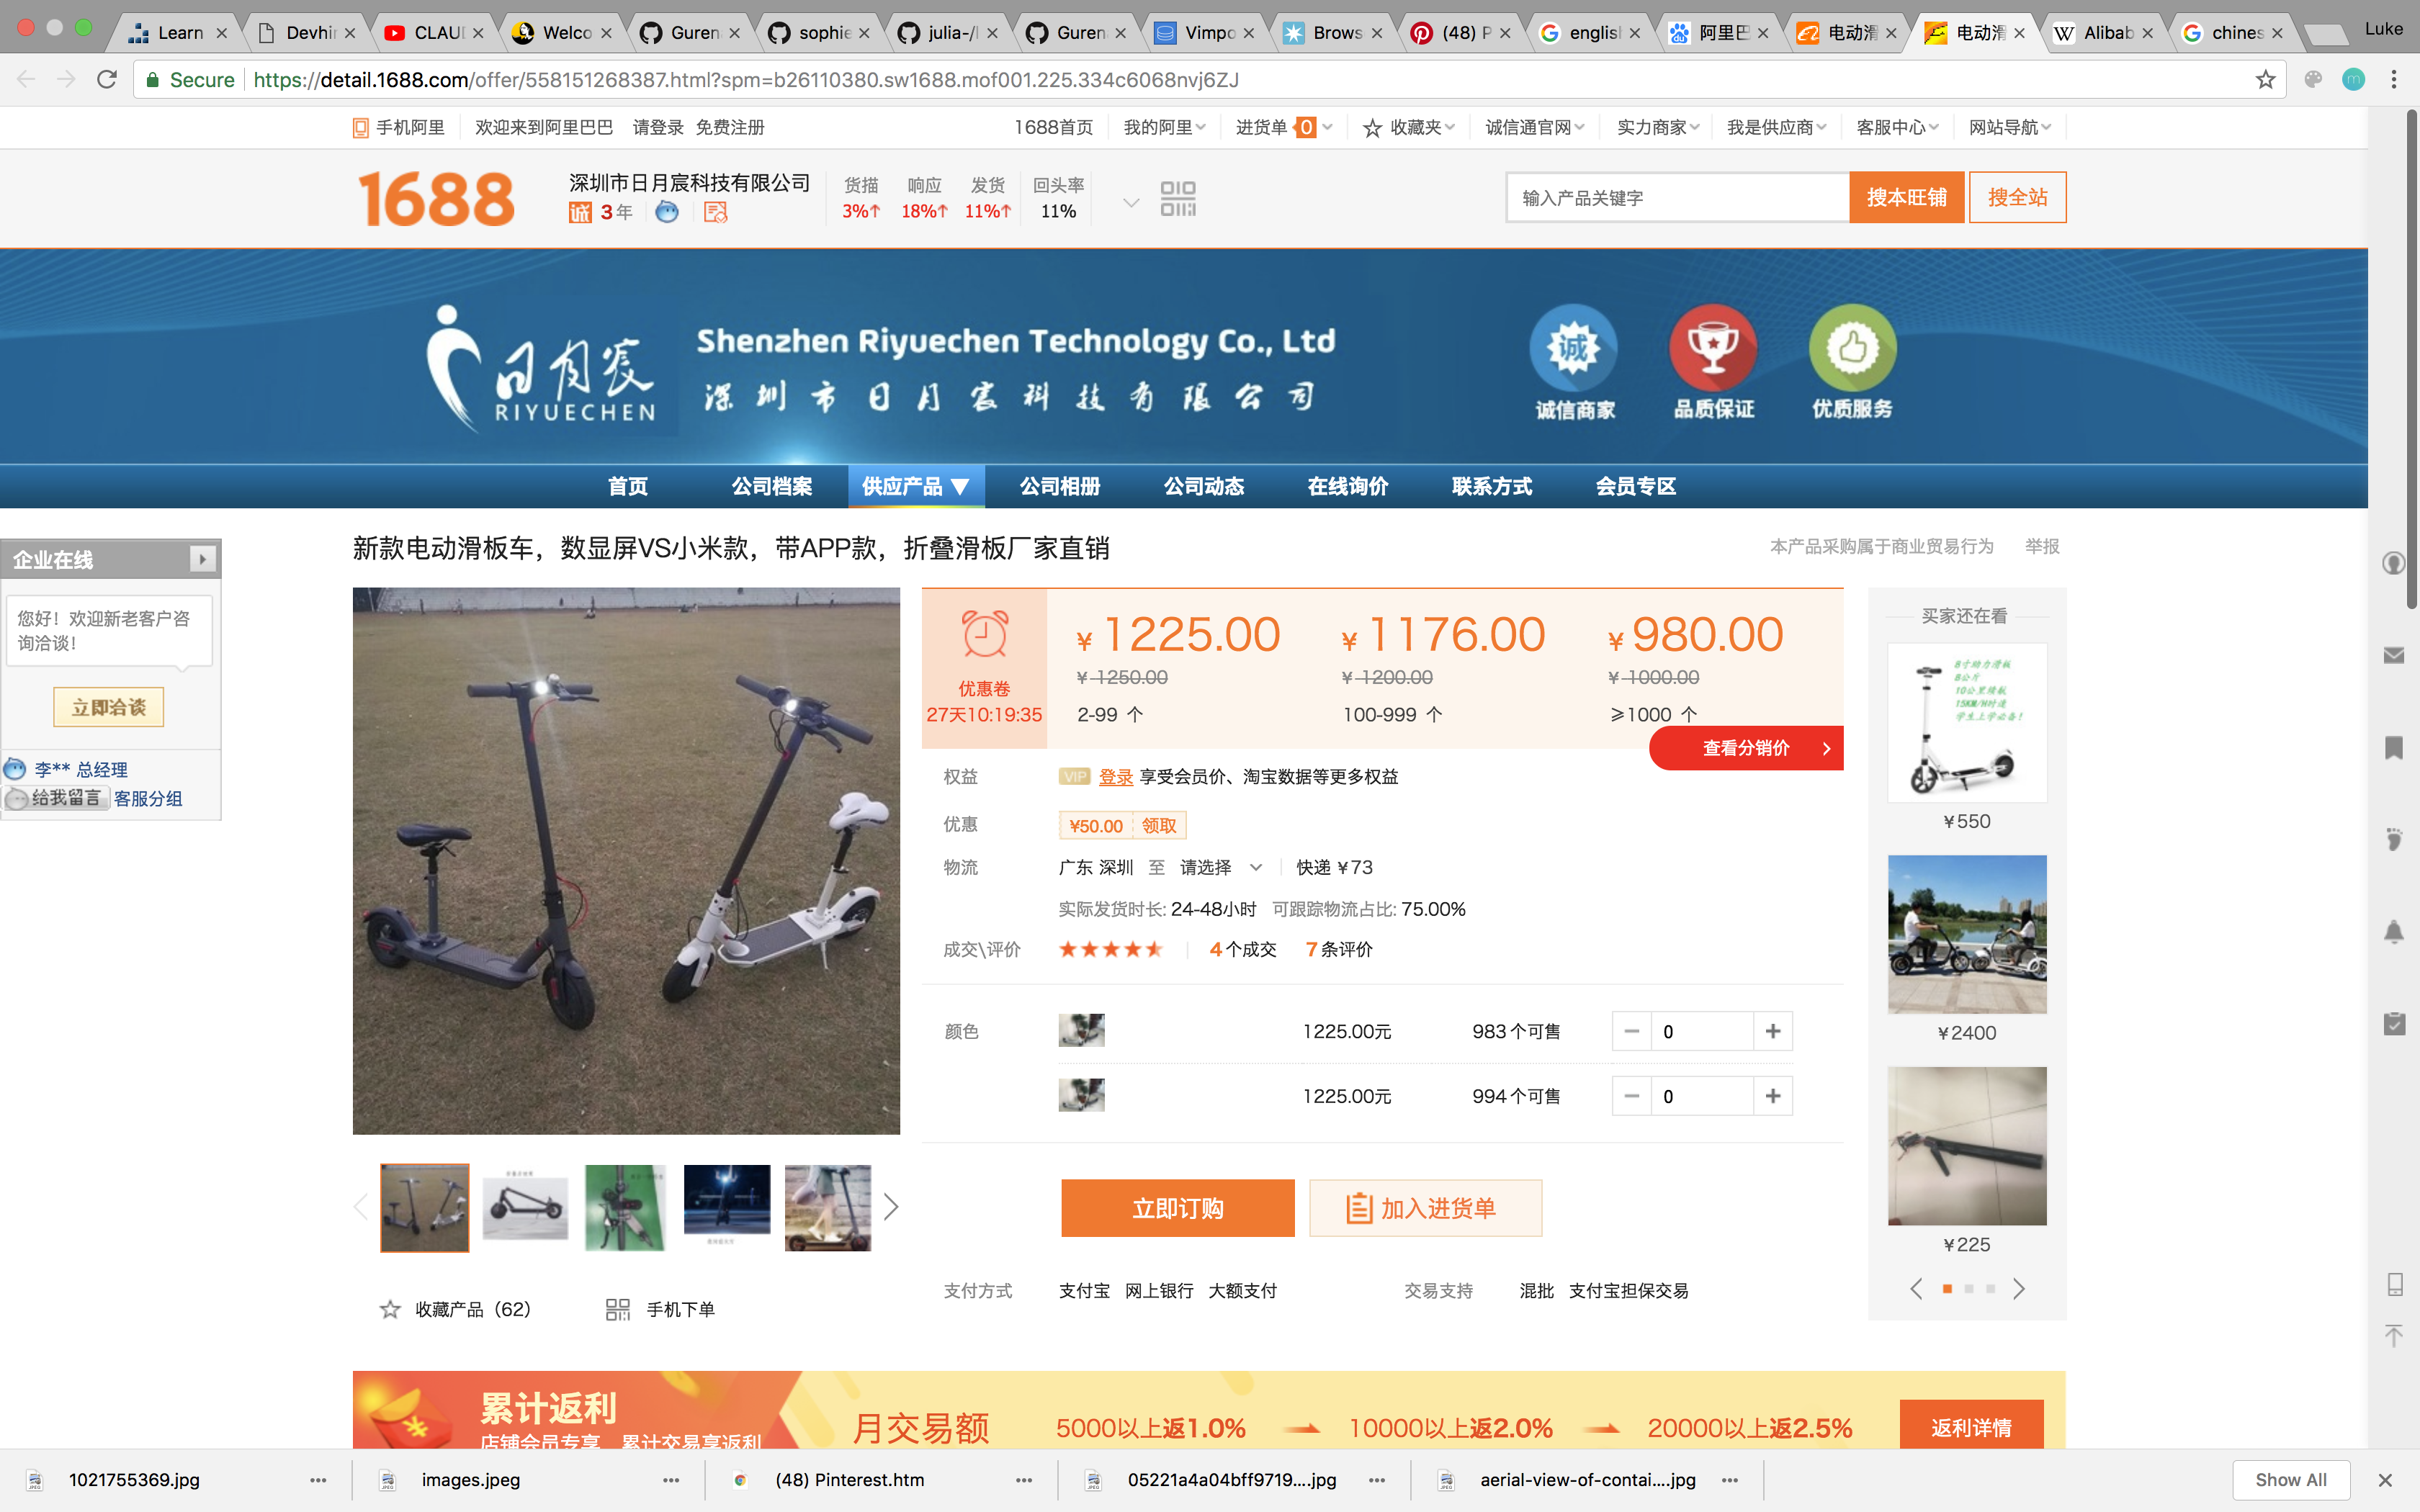 Learn
Devhi
CLAU
Welco
Guren
sophie
julia-/
Guren
Vimpo
Brows
(48) P
englis
阿里巴
电动滑
电动滑
Alibab
chines
Luke
Secure
https://detail.1688.com/offer/558151268387.html?spm=b26110380.sw1688.mof001.225.334c6068nvj6ZJ
手机阿里 欢迎来到阿里巴巴 请登录 免费注册
1688首页 我的阿里 进货单 0 收藏夹 诚信通官网 实力商家 我是供应商 客服中心 网站导航
1688
深圳市日月宸科技有限公司
诚 3 年
货描 响应 发货 回头率
3%↑ 18%↑ 11%↑ 11%
输入产品关键字
搜本旺铺
搜全站
日月宸
RIYUECHEN
Shenzhen Riyuechen Technology Co., Ltd
深圳市日月宸科技有限公司
诚
诚信商家 品质保证 优质服务
首页 公司档案 供应产品 ▼ 公司相册 公司动态 在线询价 联系方式 会员专区
新款电动滑板车，数显屏VS小米款，带APP款，折叠滑板厂家直销
本产品采购属于商业贸易行为 举报
企业在线
您好！欢迎新老客户咨
询洽谈！
立即洽谈
李** 总经理
给我留言 客服分组
优惠卷
27天10:19:35
¥ 1225.00 ¥ 1176.00 ¥ 980.00
¥ 1250.00 ¥ 1200.00 ¥ 1000.00
2-99 个 100-999 个 ≥1000 个
查看分销价
权益 VIP 登录 享受会员价、淘宝数据等更多权益
优惠 ¥50.00 领取
物流 广东 深圳 至 请选择 快递 ¥73
实际发货时长: 24-48小时 可跟踪物流占比: 75.00%
成交\评价 4 个成交 7 条评价
颜色 1225.00元 983 个可售 0
1225.00元 994 个可售 0
立即订购
加入进货单
支付方式 支付宝 网上银行 大额支付
交易支持 混批 支付宝担保交易
收藏产品（62）
手机下单
买家还在看
8寸助力滑板
8公斤
10公里续航
15KM/H时速
学生上学必备！
¥550
¥2400
¥225
累计返利
店铺会员专享 累计交易享返利
月交易额
5000以上返1.0%
10000以上返2.0%
20000以上返2.5%
返利详情
1021755369.jpg
images.jpeg
(48) Pinterest.htm
05221a4a04bff9719....jpg
aerial-view-of-contai....jpg
Show All